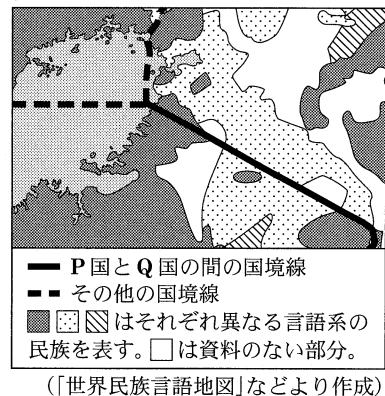 P国とQ国の間の国境線
その他の国境線
はそれぞれ異なる言語系の
民族を表す。 は資料のない部分。
(「世界民族言語地図」などより作成)